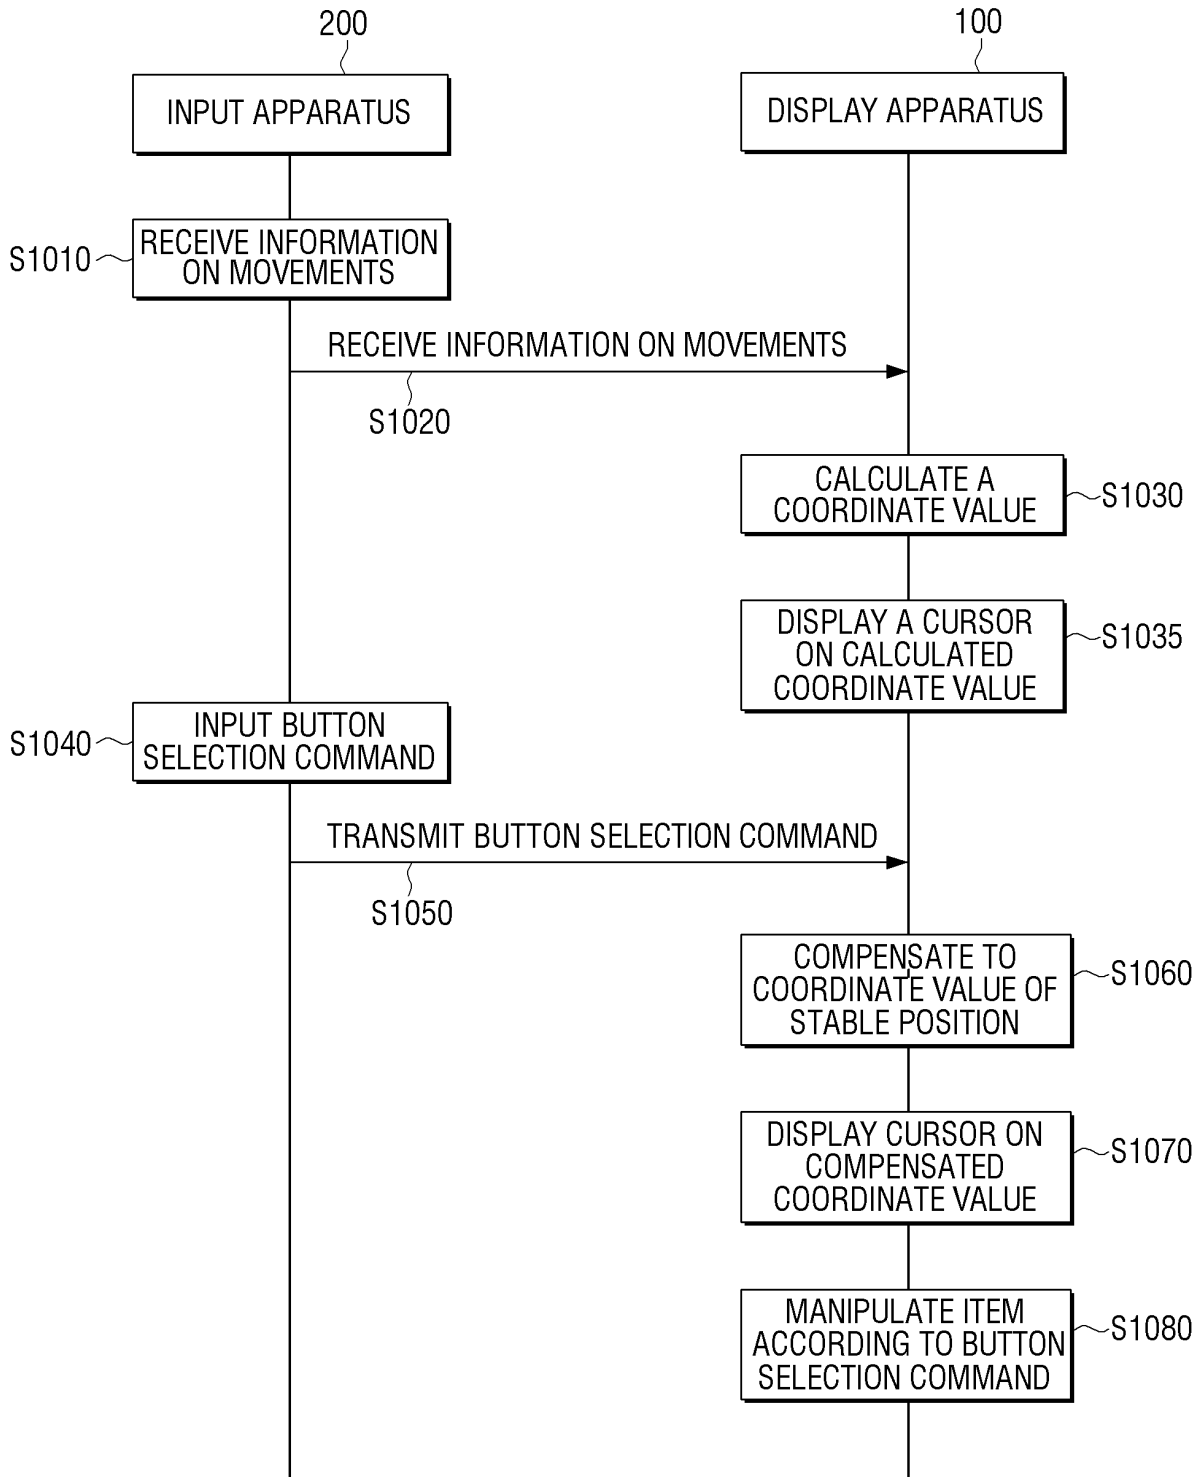 200
100
INPUT APPARATUS
DISPLAY APPARATUS
S1010
RECEIVE INFORMATION
ON MOVEMENTS
RECEIVE INFORMATION ON MOVEMENTS
S1020
CALCULATE A
COORDINATE VALUE
S1030
DISPLAY A CURSOR
ON CALCULATED
COORDINATE VALUE
S1035
S1040
INPUT BUTTON
SELECTION COMMAND
TRANSMIT BUTTON SELECTION COMMAND
S1050
COMPENSATE TO
COORDINATE VALUE OF
STABLE POSITION
S1060
DISPLAY CURSOR ON
COMPENSATED
COORDINATE VALUE
S1070
MANIPULATE ITEM
ACCORDING TO BUTTON
SELECTION COMMAND
S1080